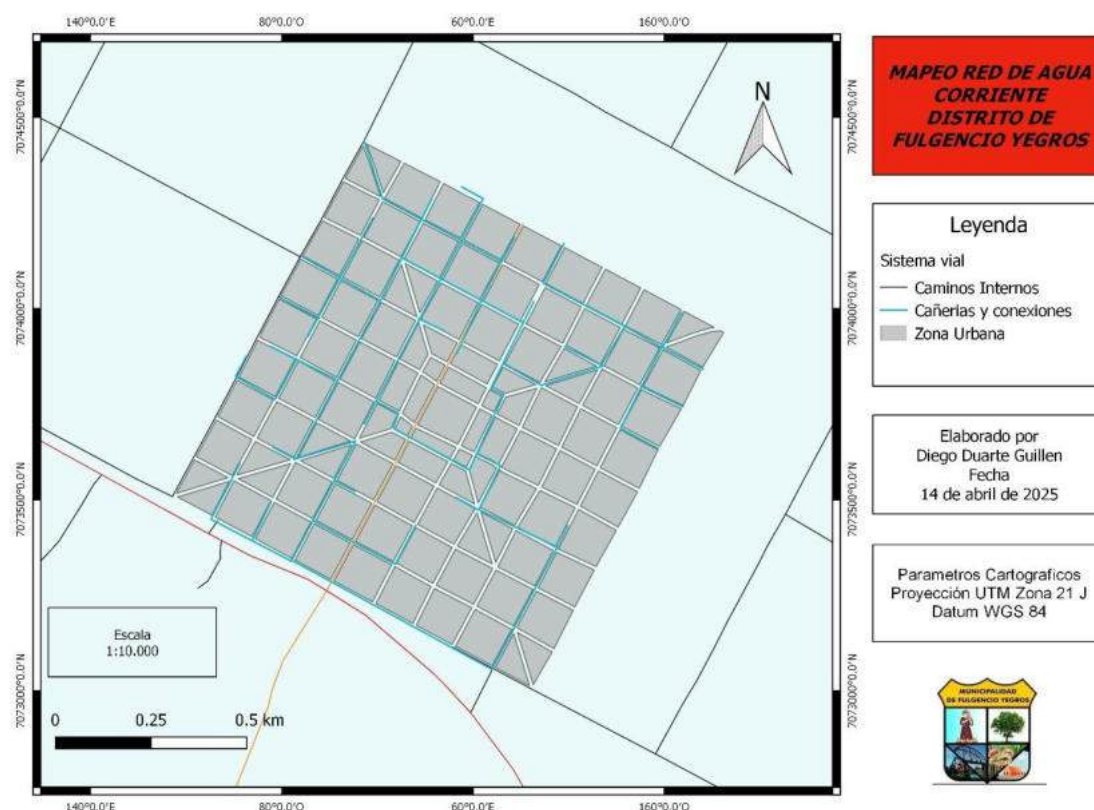 140°0.0'E
80°0.0'O
60°0.0'O
160°0.0'O
7074500°0.0'N
7074000°0.0'N
7073500°0.0'N
7073000°0.0'N
N
7074500°0.0'N
7074000°0.0'N
7073500°0.0'N
7073000°0.0'N
Escala
1:10.000
0 0.25 0.5 km
140°0.0'E
80°0.0'O
60°0.0'O
160°0.0'O
MAPEO RED DE AGUA
CORRIENTE
DISTRITO DE
FULGENCIO YEGROS
Leyenda
Sistema vial
Caminos Internos
Cañerias y conexiones
Zona Urbana
Elaborado por
Diego Duarte Guillen
Fecha
14 de abril de 2025
Parametros Cartograficos
Proyección UTM Zona 21 J
Datum WGS 84
MUNICIPALIDAD
DE FULGENCIO YEGROS